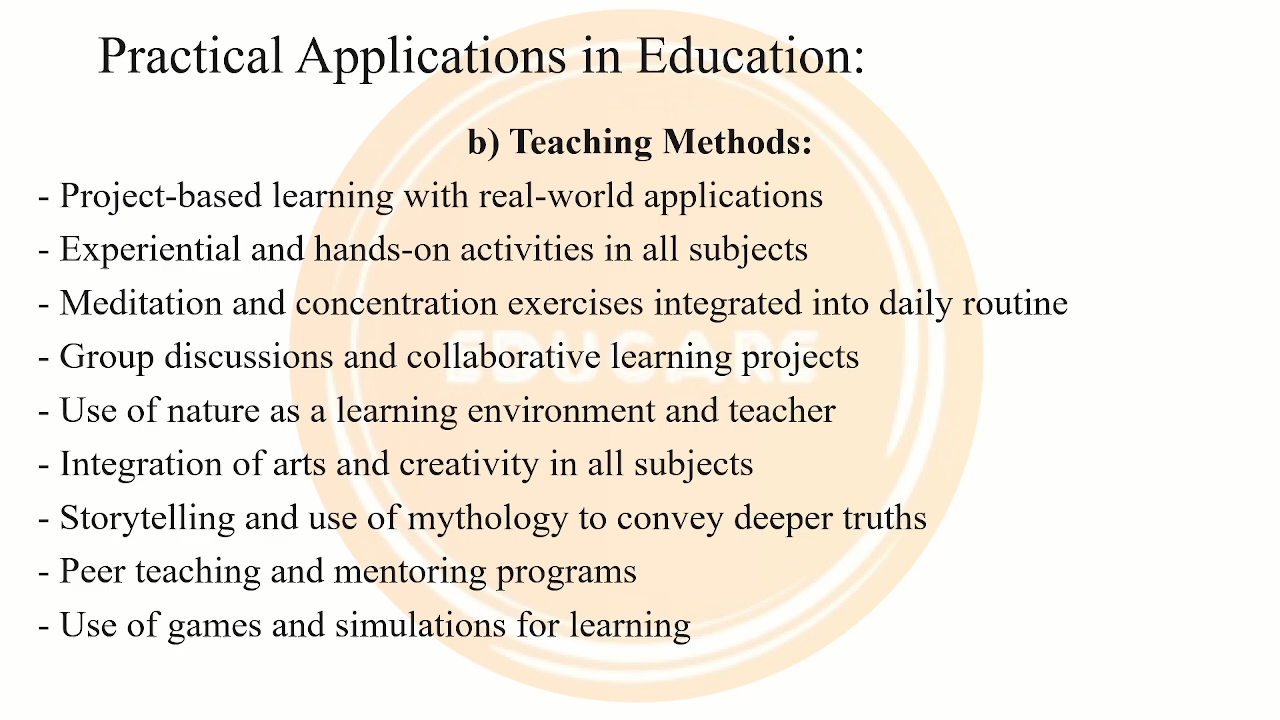 Practical Applications in Education:
b) Teaching Methods:
- Project-based learning with real-world applications
- Experiential and hands-on activities in all subjects
- Meditation and concentration exercises integrated into daily routine
- Group discussions and collaborative learning projects
EDUCARE
- Use of nature as a learning environment and teacher
- Integration of arts and creativity in all subjects
- Storytelling and use of mythology to convey deeper truths
- Peer teaching and mentoring programs
- Use of games and simulations for learning